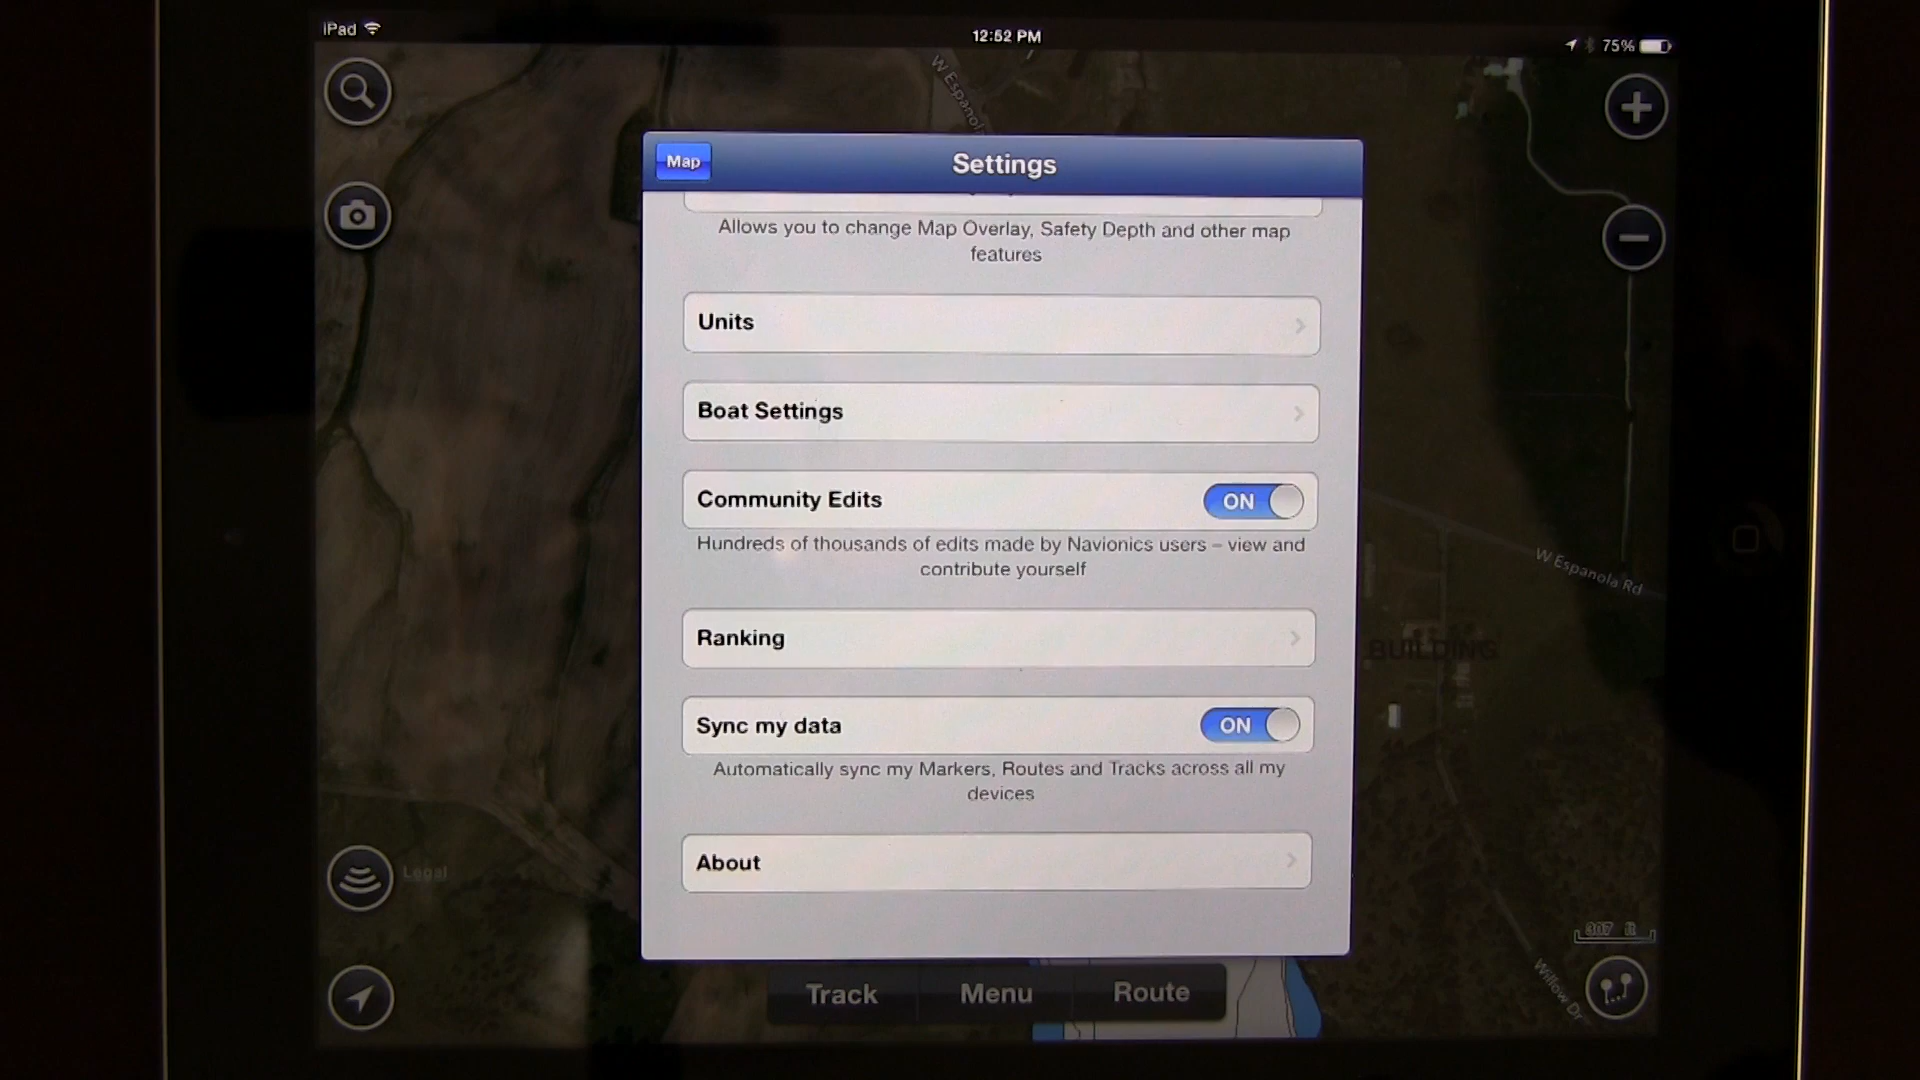 iPad
12:52 PM
75%
W Espanol
Map
Settings
Allows you to change Map Overlay, Safety Depth and other map
features
Units
Boat Settings
Community Edits
ON
Hundreds of thousands of edits made by Navionics users – view and
contribute yourself
W Espanola Rd
Ranking
BUILDING
Sync my data
ON
Automatically sync my Markers, Routes and Tracks across all my
devices
About
Legal
307 ft
Willow Dr
Track
Menu
Route